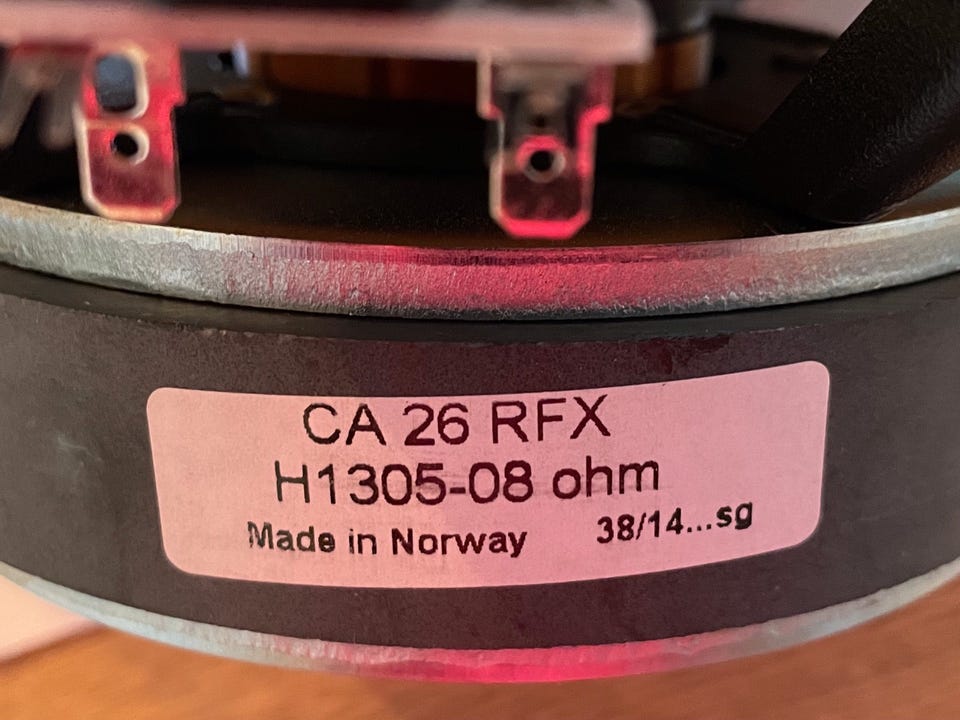 CA 26 RFX
H1305-08 ohm
Made in Norway 38/14...sg